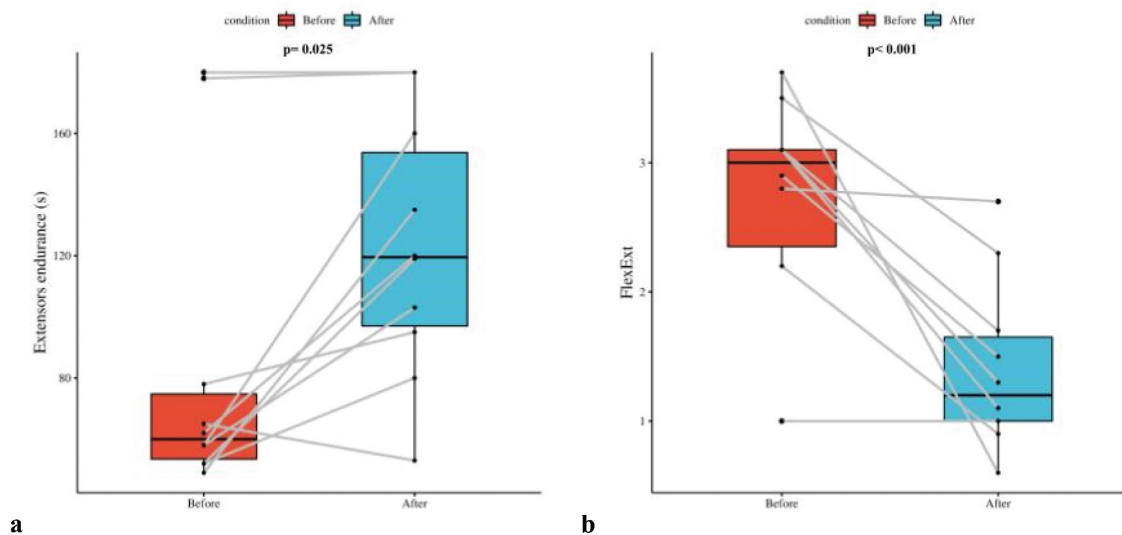 condition Before After
p= 0.025
Extensors endurance (s)
160
120
80
Before After
a
condition Before After
p< 0.001
FlexExt
3
2
1
Before After
b